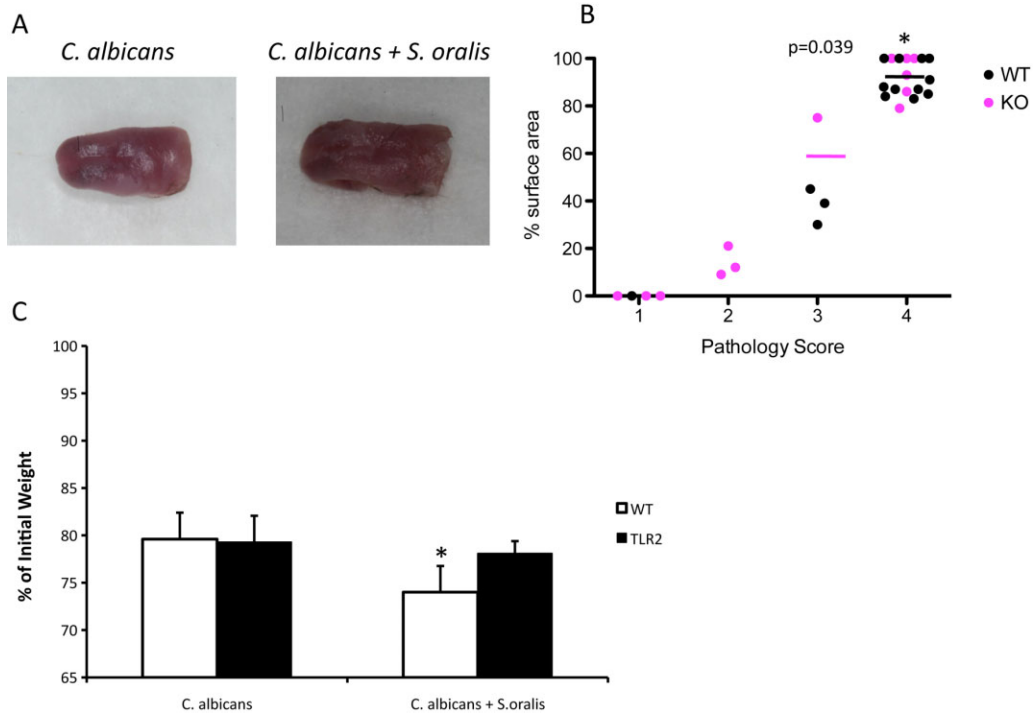 A
C. albicans
C. albicans + S. oralis
B
p=0.039
*
% surface area
100
80
60
40
20
0
1
2
3
4
Pathology Score
WT
KO
C
% of Initial Weight
100
95
90
85
80
75
70
65
*
C. albicans
C. albicans + S.oralis
WT
TLR2